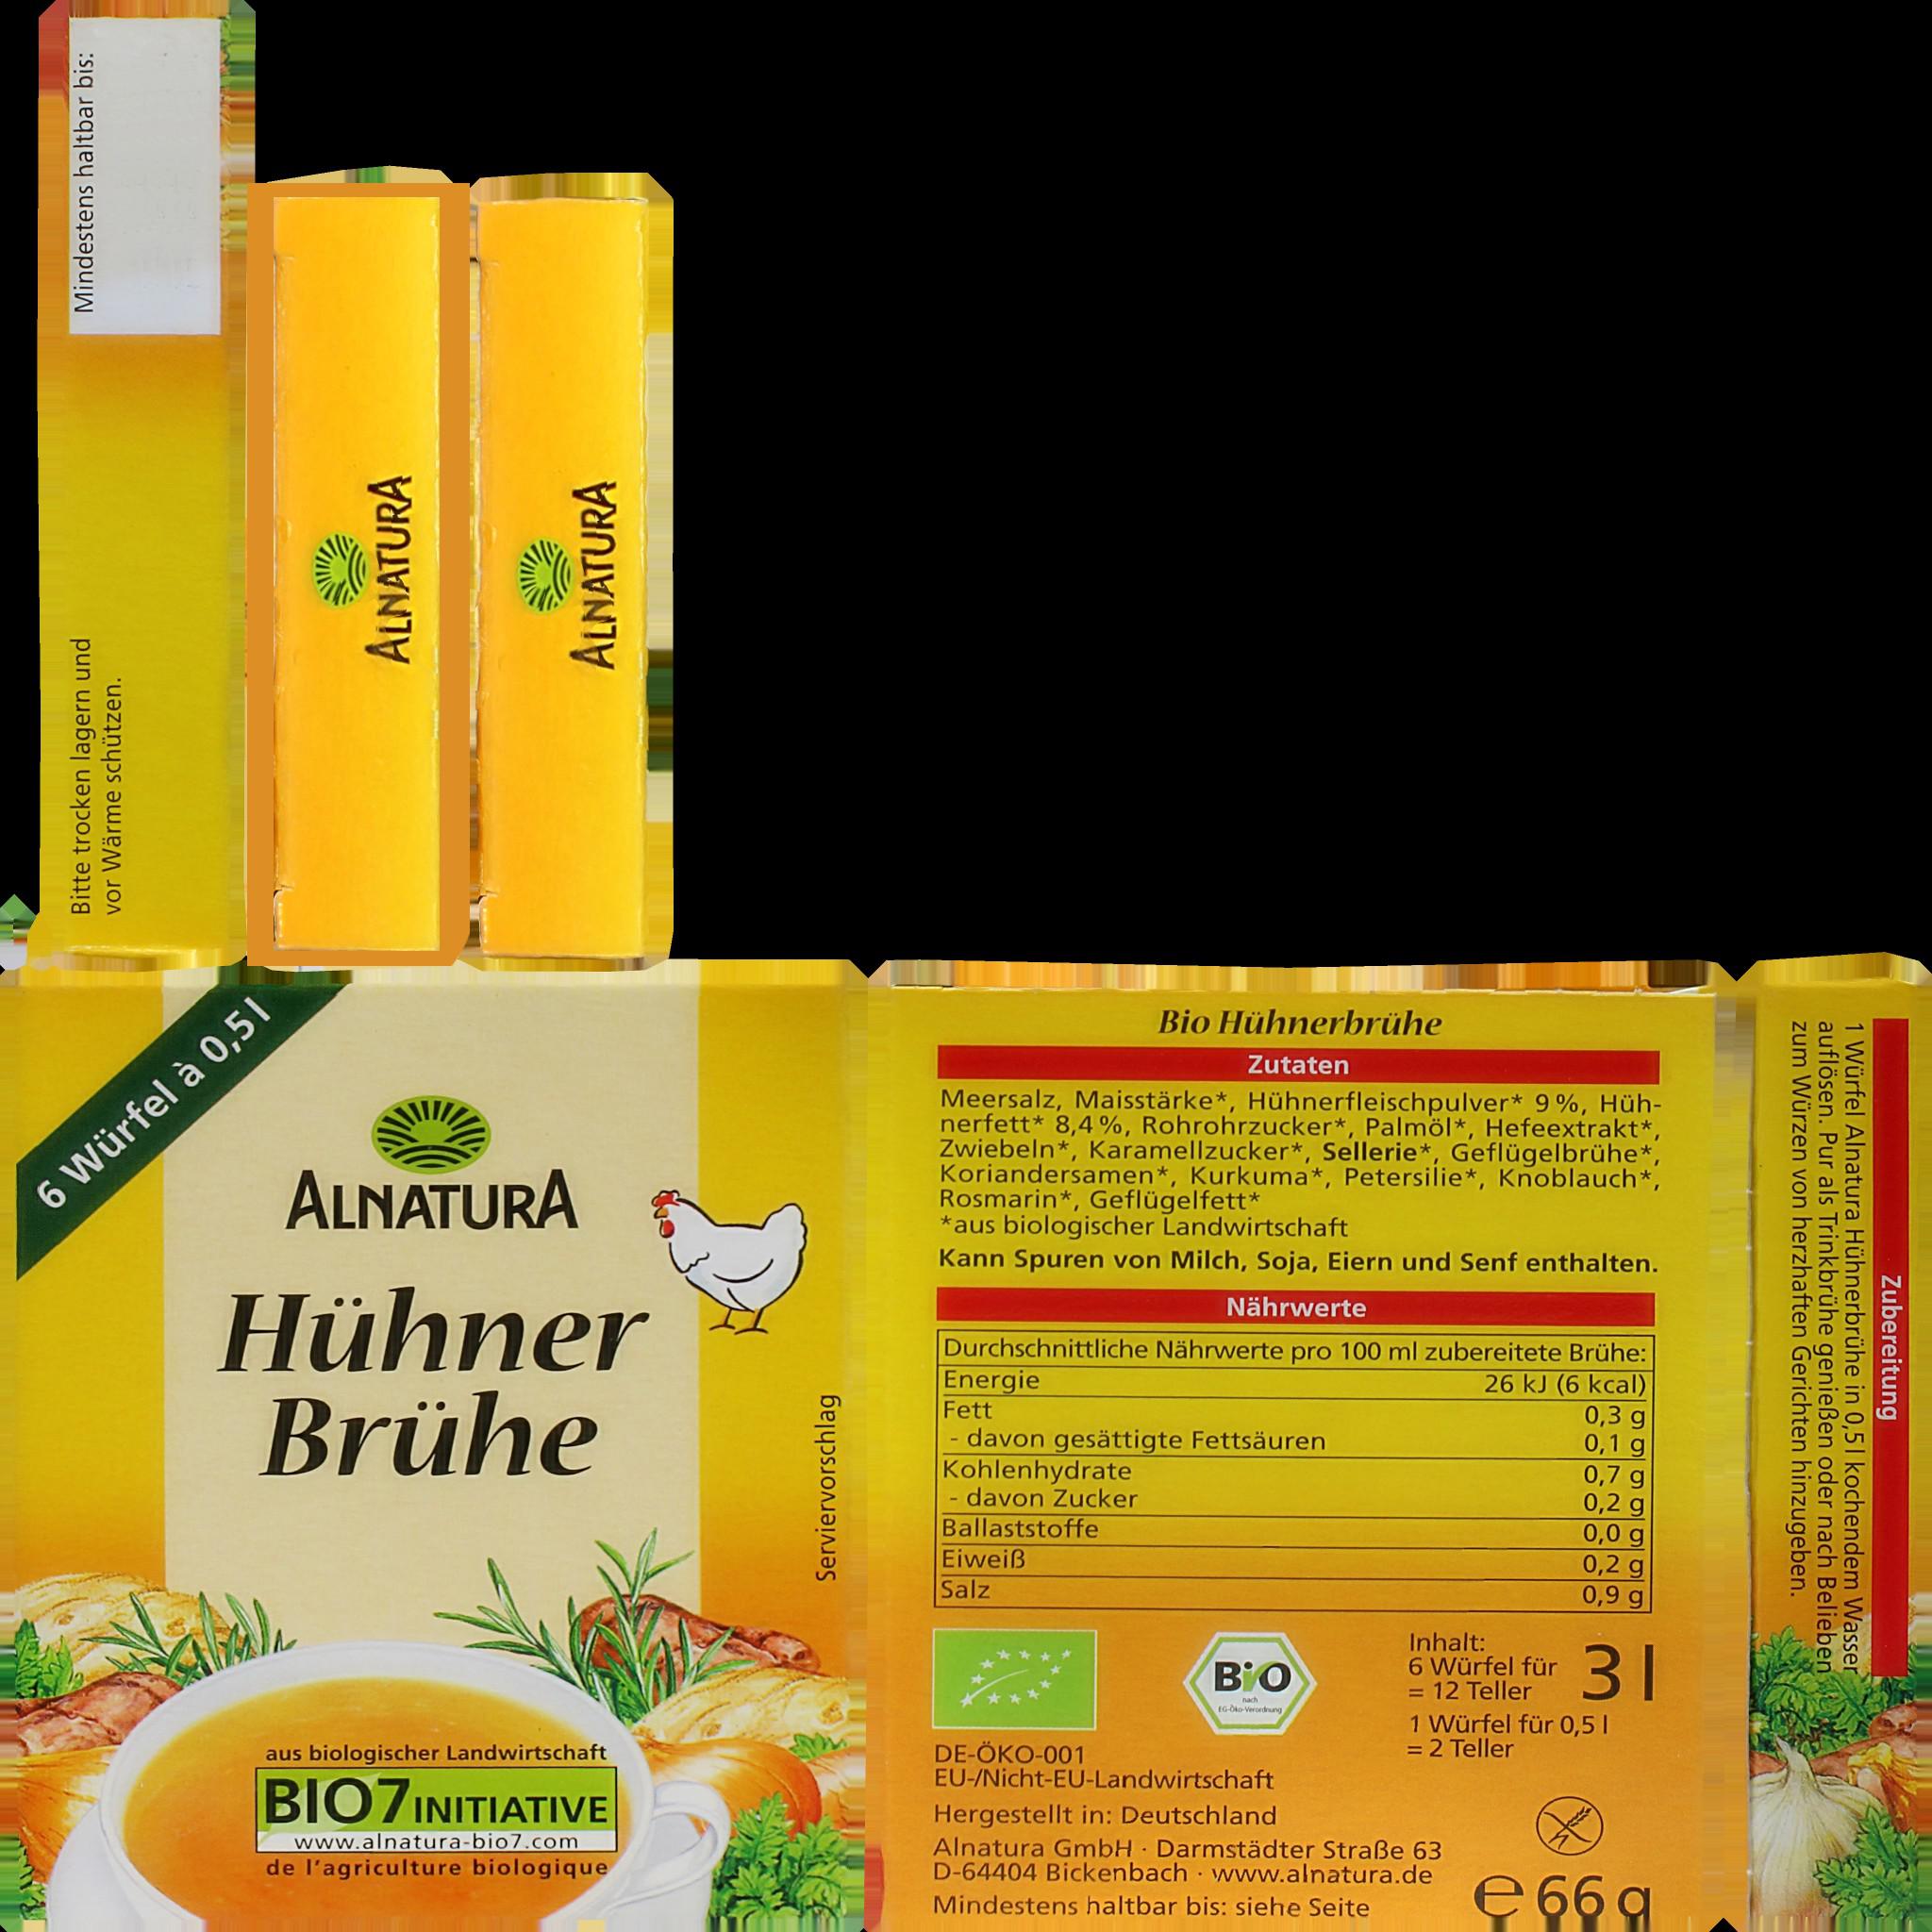 Mindestens haltbar bis:
Bitte trocken lagern und
vor Wärme schützen.
ALNATURA
ALNATURA
6 Würfel à 0,5 l
ALNATURA
Hühner
Brühe
Serviervorschlag
aus biologischer Landwirtschaft
BIO7 INITIATIVE
www.alnatura-bio7.com
de l'agriculture biologique
Bio Hühnerbrühe
Zutaten
Meersalz, Maisstärke*, Hühnerfleischpulver* 9 %, Hüh-
nerfett* 8,4 %, Rohrohrzucker*, Palmöl*, Hefeextrakt*,
Zwiebeln*, Karamellzucker*, Sellerie*, Geflügelbrühe*,
Koriandersamen*, Kurkuma*, Petersilie*, Knoblauch*,
Rosmarin*, Geflügelfett*
*aus biologischer Landwirtschaft
Kann Spuren von Milch, Soja, Eiern und Senf enthalten.
Nährwerte
Durchschnittliche Nährwerte pro 100 ml zubereitete Brühe:
Energie 26 kJ (6 kcal)
Fett 0,3 g
- davon gesättigte Fettsäuren 0,1 g
Kohlenhydrate 0,7 g
- davon Zucker 0,2 g
Ballaststoffe 0,0 g
Eiweiß 0,2 g
Salz 0,9 g
Bio
nach
EG-Öko-Verordnung
Inhalt:
6 Würfel für 3 l
= 12 Teller
1 Würfel für 0,5 l
= 2 Teller
DE-ÖKO-001
EU-/Nicht-EU-Landwirtschaft
Hergestellt in: Deutschland
Alnatura GmbH · Darmstädter Straße 63
D-64404 Bickenbach · www.alnatura.de
Mindestens haltbar bis: siehe Seite
℮ 66 g
Zubereitung
1 Würfel Alnatura Hühnerbrühe in 0,5 l kochendem Wasser
auflösen. Pur als Trinkbrühe genießen oder nach Belieben
zum Würzen von herzhaften Gerichten hinzugeben.